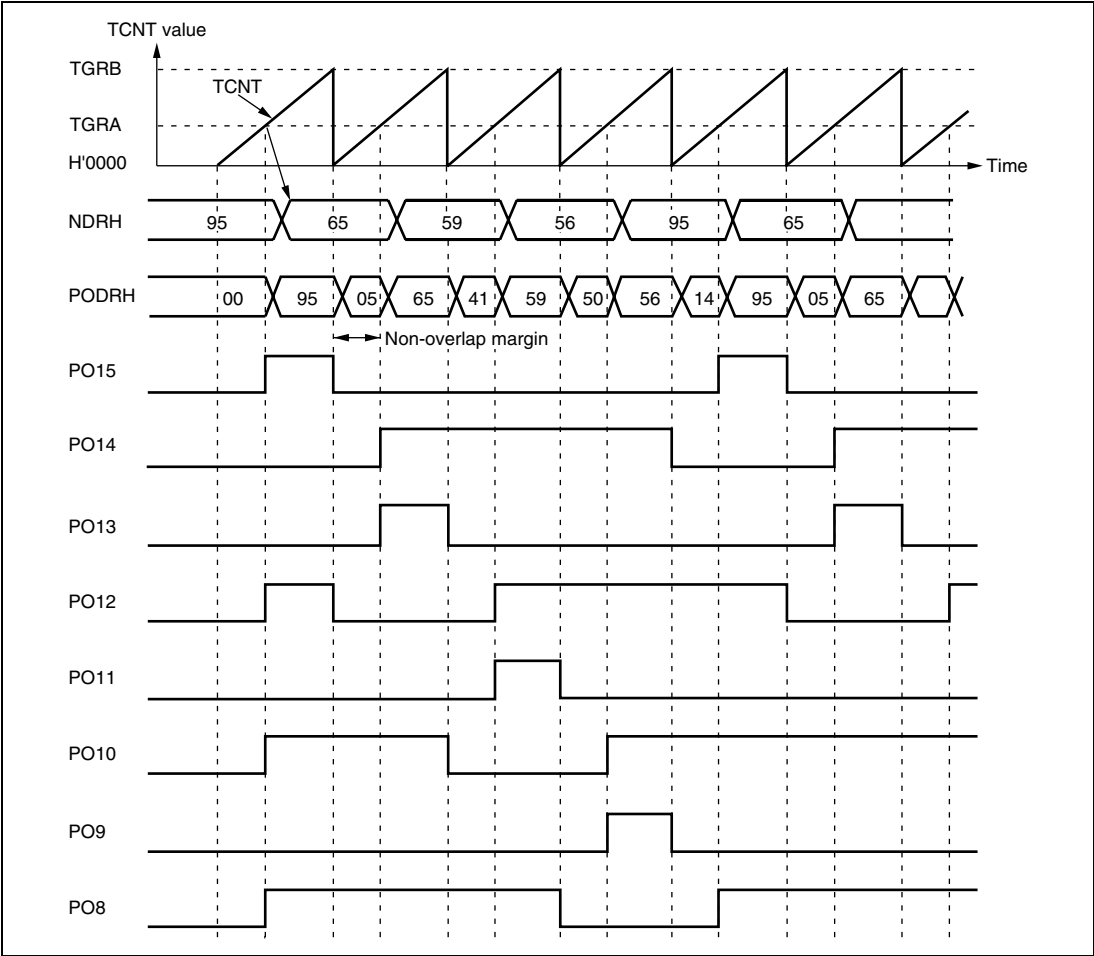 TCNT value
TGRB
TCNT
TGRA
H'0000
Time
NDRH 95 65 59 56 95 65
PODRH 00 95 05 65 41 59 50 56 14 95 05 65
Non-overlap margin
PO15
PO14
PO13
PO12
PO11
PO10
PO9
PO8